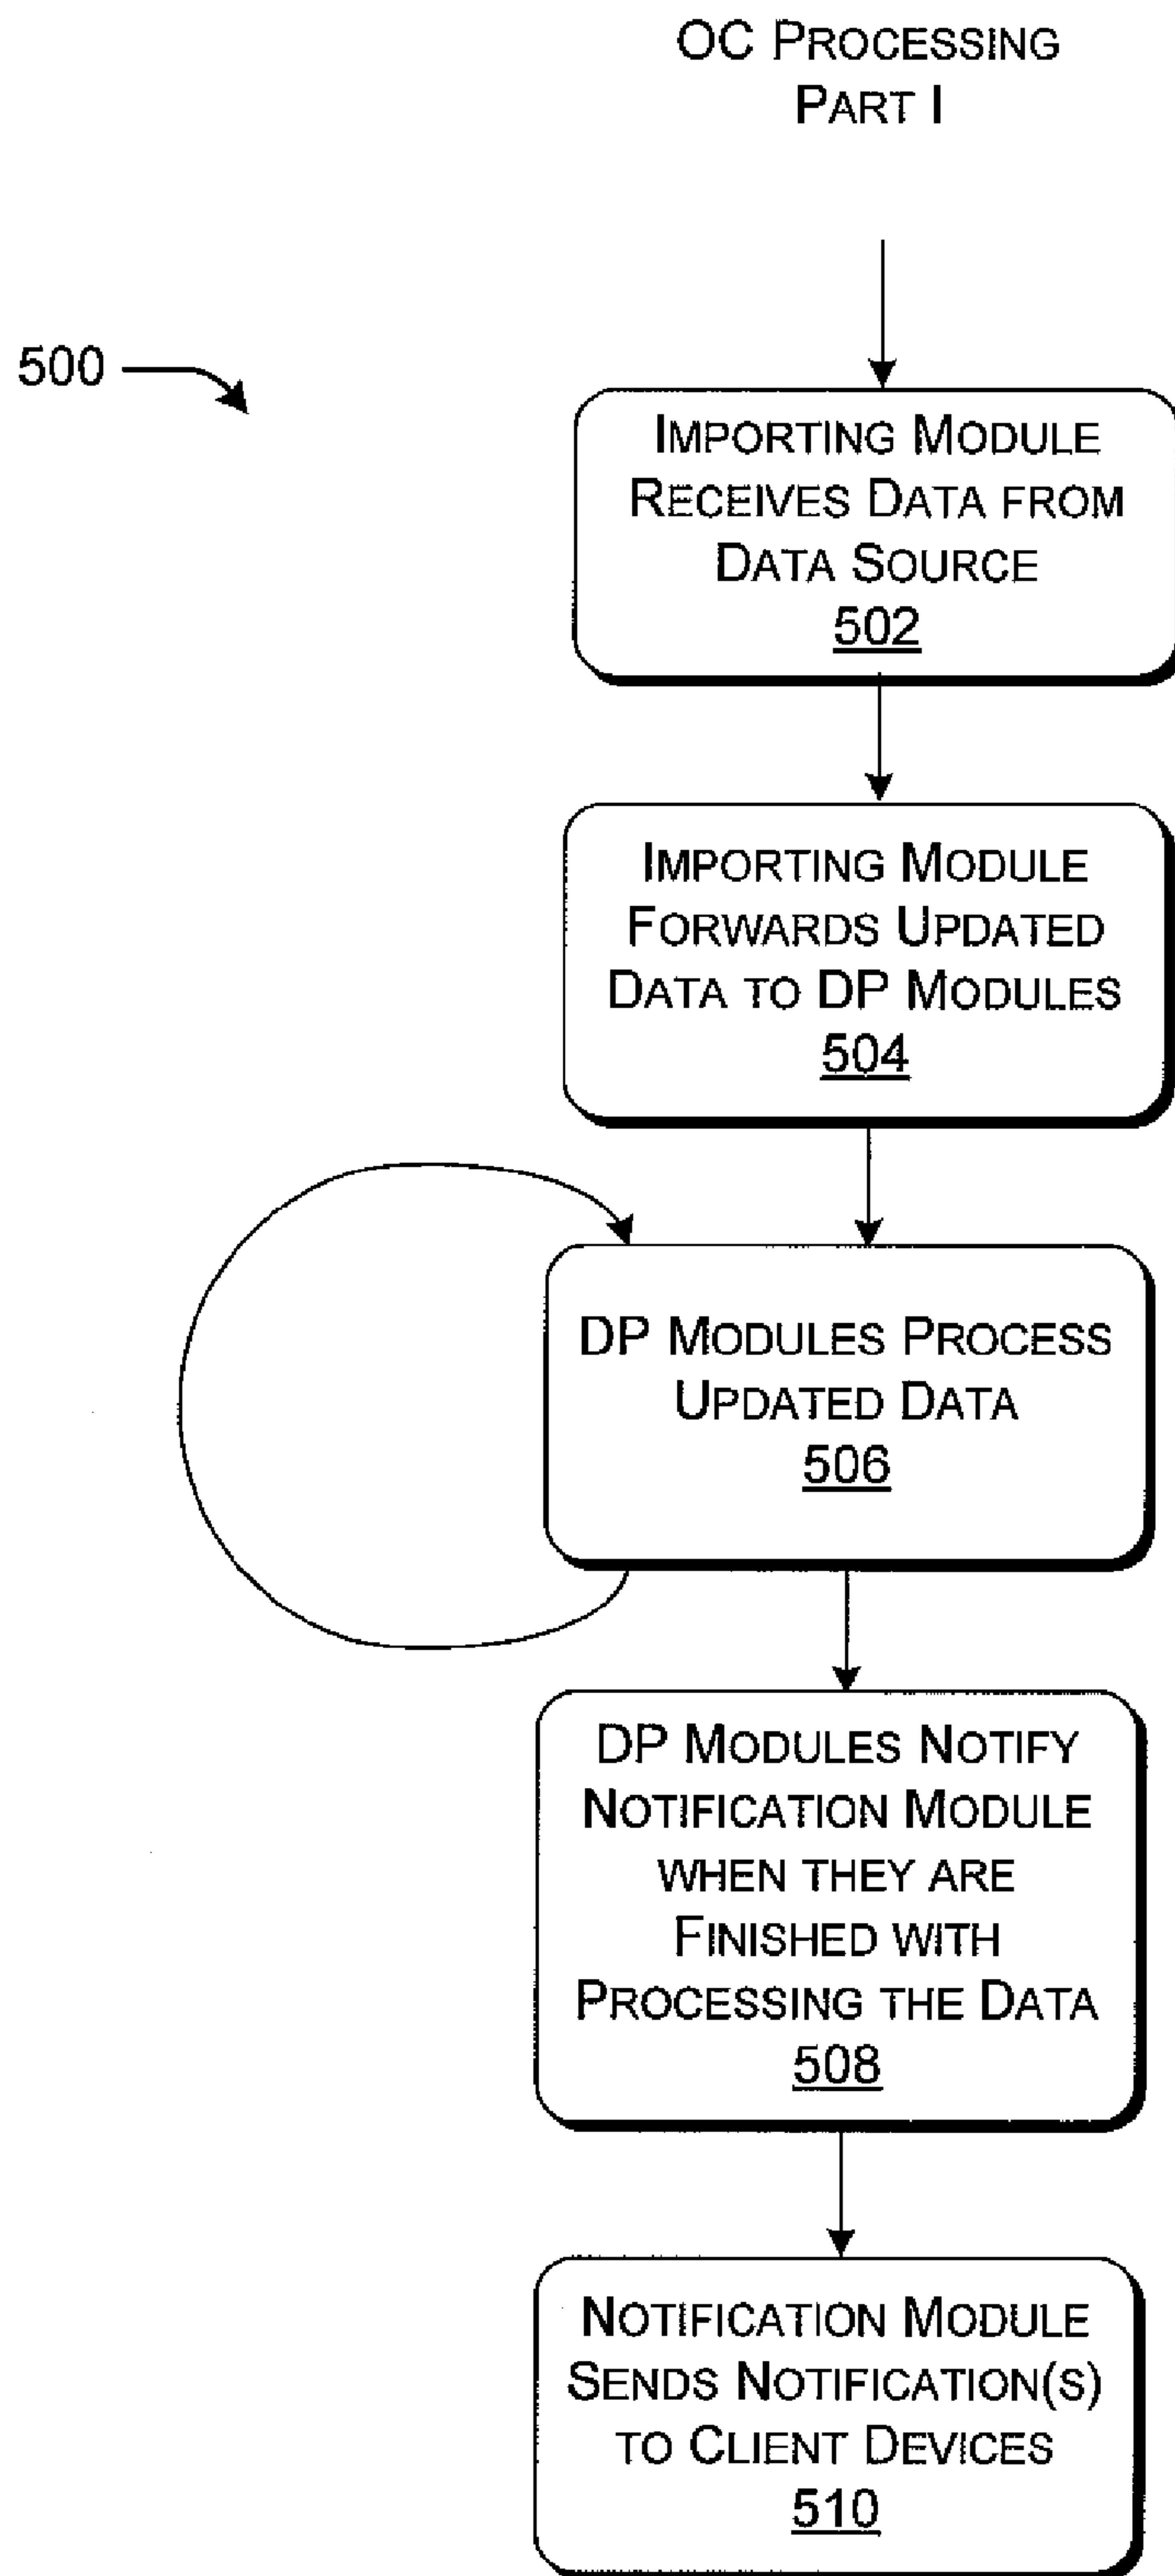 OC PROCESSING
PART I
500
IMPORTING MODULE
RECEIVES DATA FROM
DATA SOURCE
502
IMPORTING MODULE
FORWARDS UPDATED
DATA TO DP MODULES
504
DP MODULES PROCESS
UPDATED DATA
506
DP MODULES NOTIFY
NOTIFICATION MODULE
WHEN THEY ARE
FINISHED WITH
PROCESSING THE DATA
508
NOTIFICATION MODULE
SENDS NOTIFICATION(S)
TO CLIENT DEVICES
510